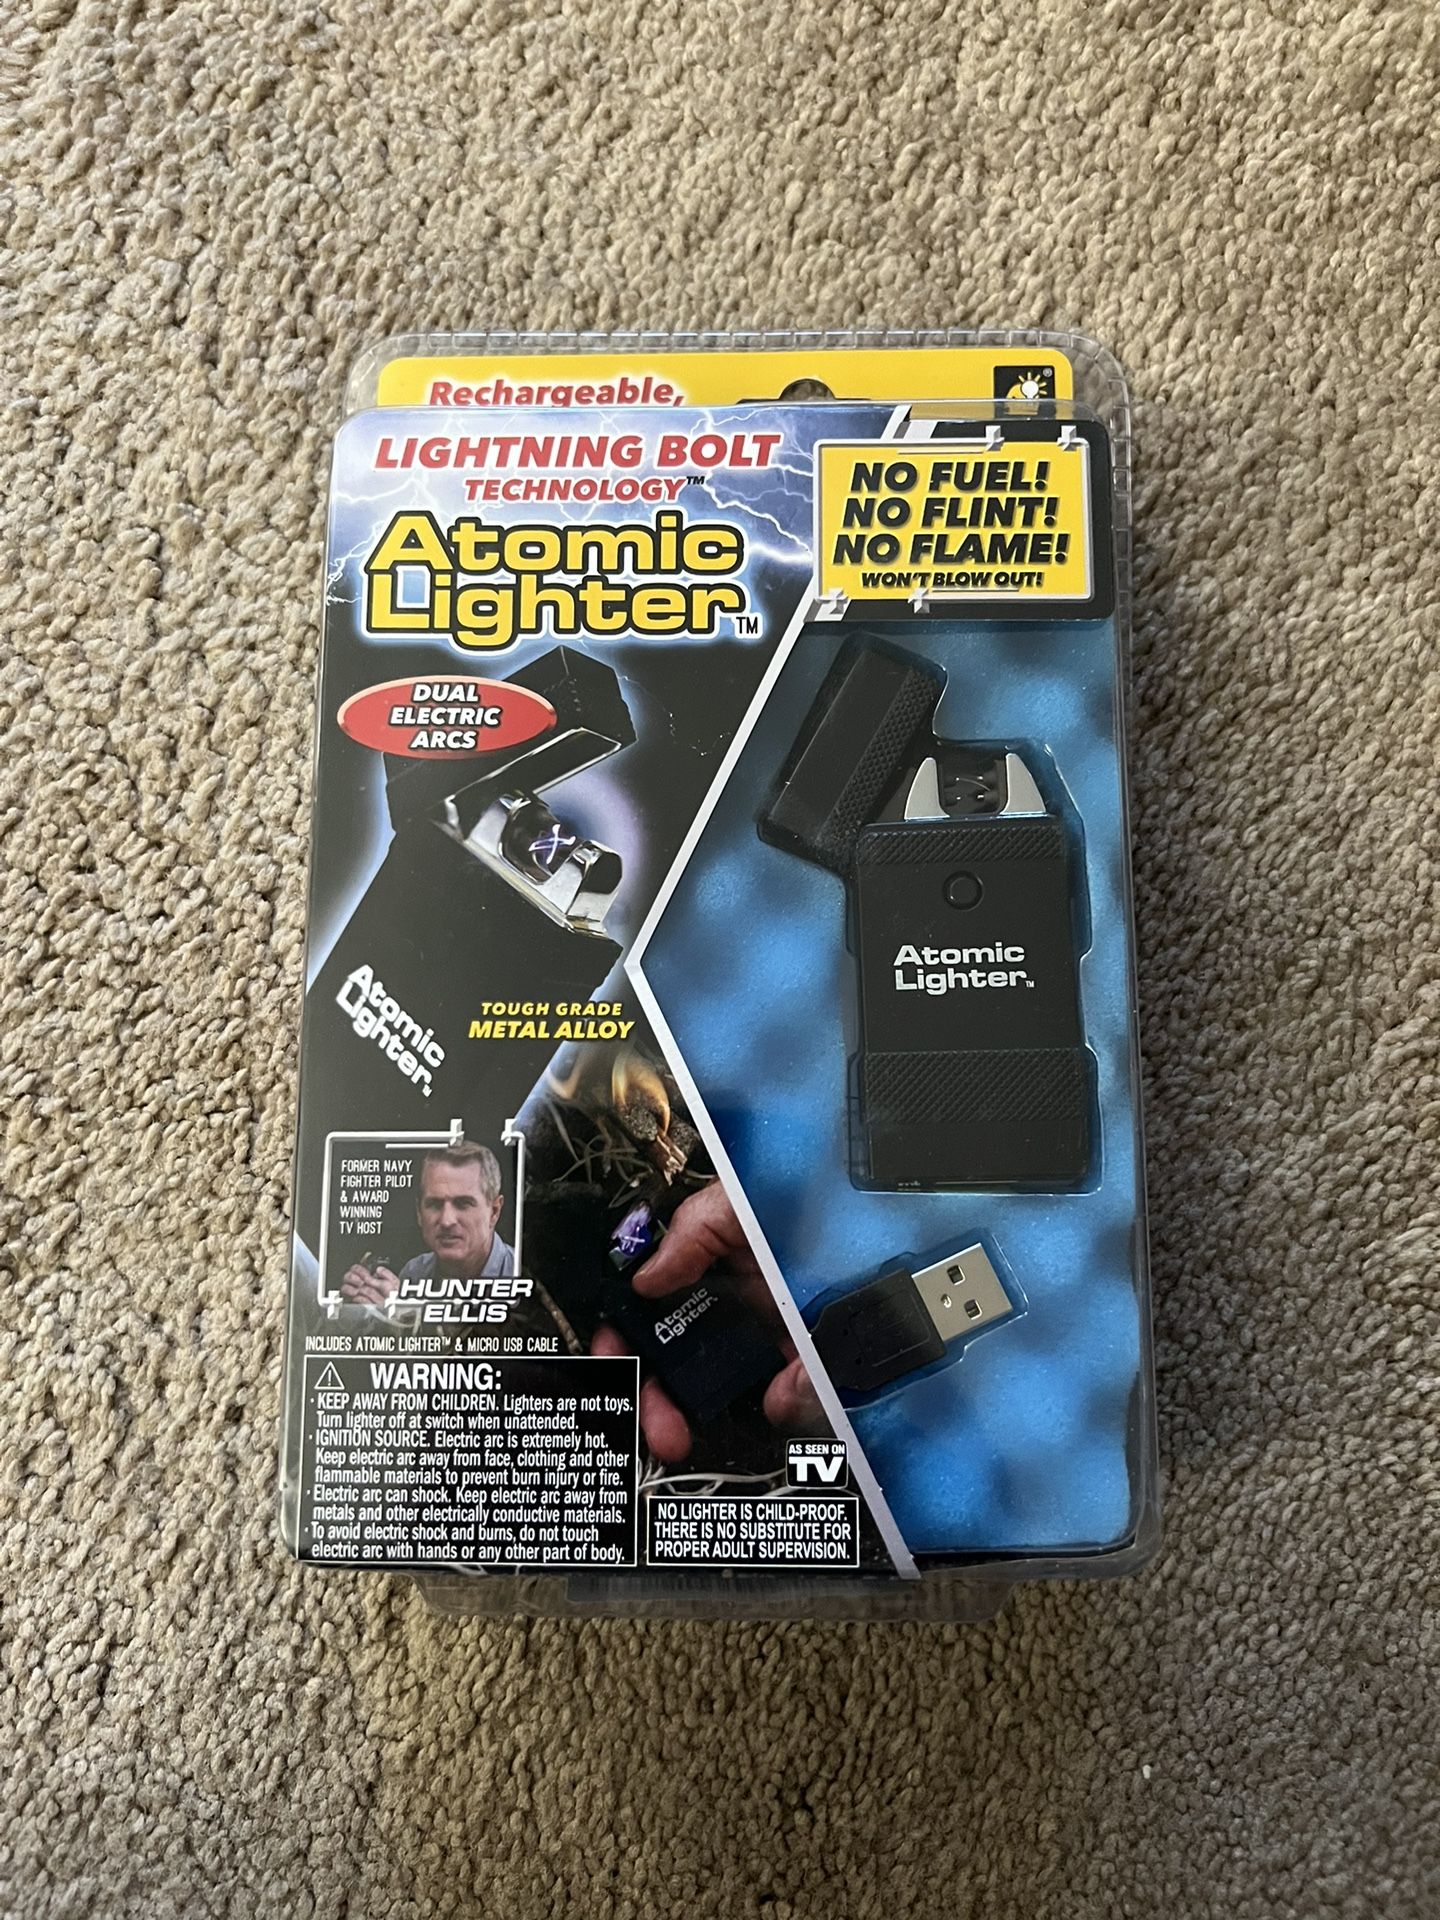 Rechargeable,
LIGHTNING BOLT
TECHNOLOGY™
Atomic
Lighter™
NO FUEL!
NO FLINT!
NO FLAME!
WON'T BLOW OUT!
®
DUAL
ELECTRIC
ARCS
Atomic
Lighter™
TOUGH GRADE
METAL ALLOY
Atomic
Lighter™
FORMER NAVY
FIGHTER PILOT
& AWARD
WINNING
TV HOST
HUNTER
ELLIS
Atomic
Lighter™
INCLUDES ATOMIC LIGHTER™ & MICRO USB CABLE
WARNING:
· KEEP AWAY FROM CHILDREN. Lighters are not toys.
Turn lighter off at switch when unattended.
· IGNITION SOURCE. Electric arc is extremely hot.
Keep electric arc away from face, clothing and other
flammable materials to prevent burn injury or fire.
· Electric arc can shock. Keep electric arc away from
metals and other electrically conductive materials.
· To avoid electric shock and burns, do not touch
electric arc with hands or any other part of body.
AS SEEN ON
TV
NO LIGHTER IS CHILD-PROOF.
THERE IS NO SUBSTITUTE FOR
PROPER ADULT SUPERVISION.